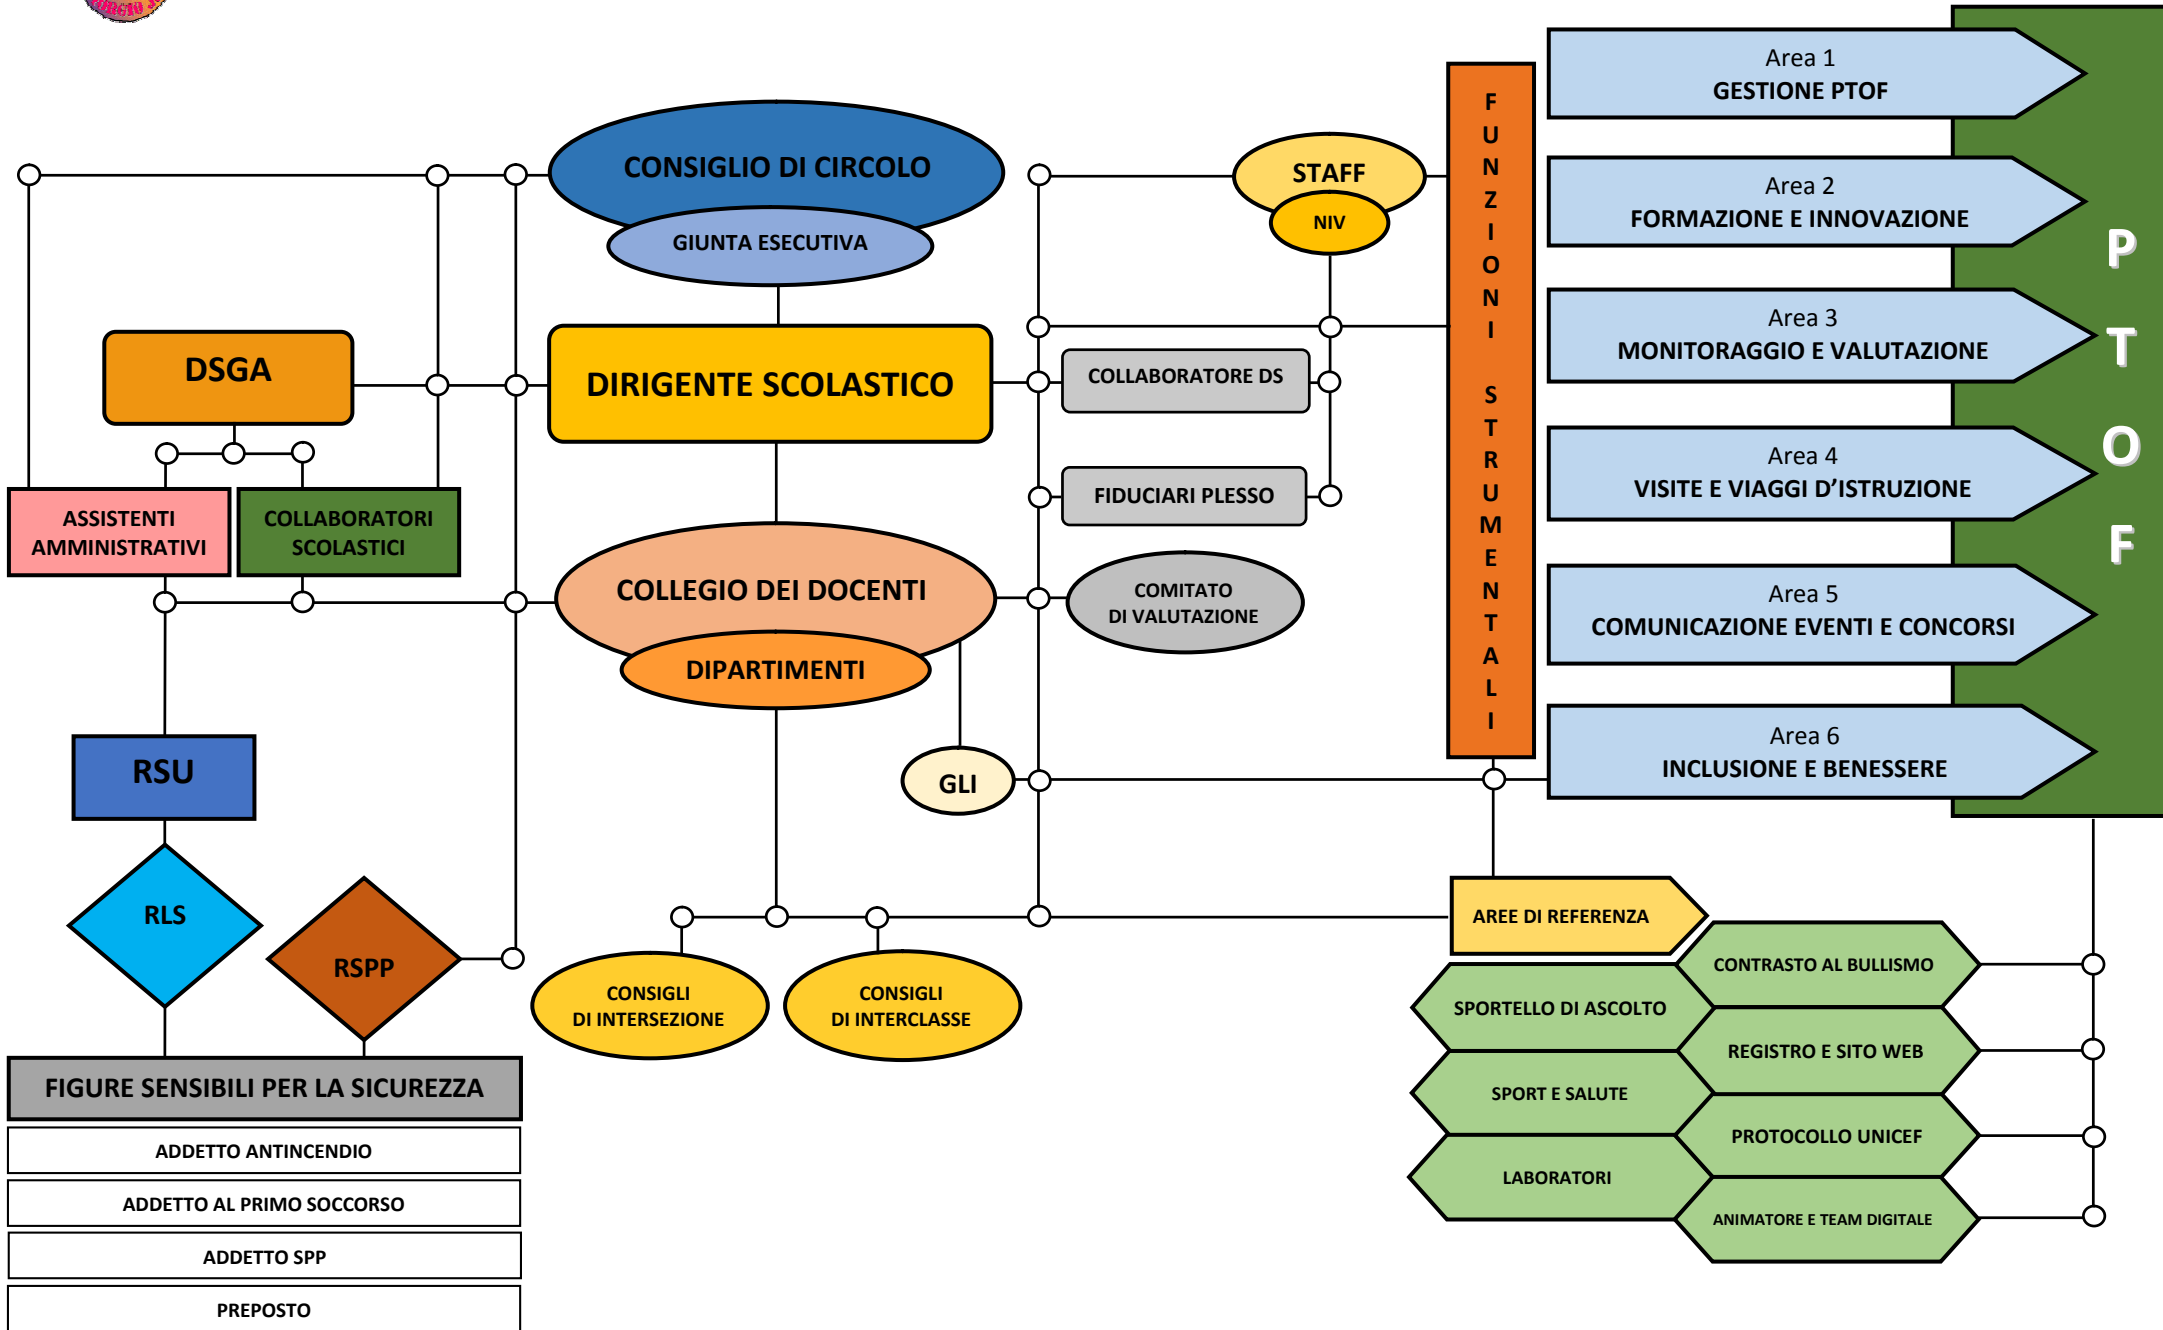 CONSIGLIO DI CIRCOLO
GIUNTA ESECUTIVA
DSGA
DIRIGENTE SCOLASTICO
ASSISTENTI
AMMINISTRATIVI
COLLABORATORI
SCOLASTICI
COLLEGIO DEI DOCENTI
DIPARTIMENTI
RSU
GLI
RLS
RSPP
CONSIGLI
DI INTERSEZIONE
CONSIGLI
DI INTERCLASSE
FIGURE SENSIBILI PER LA SICUREZZA
ADDETTO ANTINCENDIO
ADDETTO AL PRIMO SOCCORSO
ADDETTO SPP
PREPOSTO
STAFF
NIV
COLLABORATORE DS
FIDUCIARI PLESSO
COMITATO
DI VALUTAZIONE
FUNZIONI STRUMENTALI
Area 1
GESTIONE PTOF
Area 2
FORMAZIONE E INNOVAZIONE
Area 3
MONITORAGGIO E VALUTAZIONE
Area 4
VISITE E VIAGGI D’ISTRUZIONE
Area 5
COMUNICAZIONE EVENTI E CONCORSI
Area 6
INCLUSIONE E BENESSERE
PTOF
AREE DI REFERENZA
CONTRASTO AL BULLISMO
SPORTELLO DI ASCOLTO
REGISTRO E SITO WEB
SPORT E SALUTE
PROTOCOLLO UNICEF
LABORATORI
ANIMATORE E TEAM DIGITALE